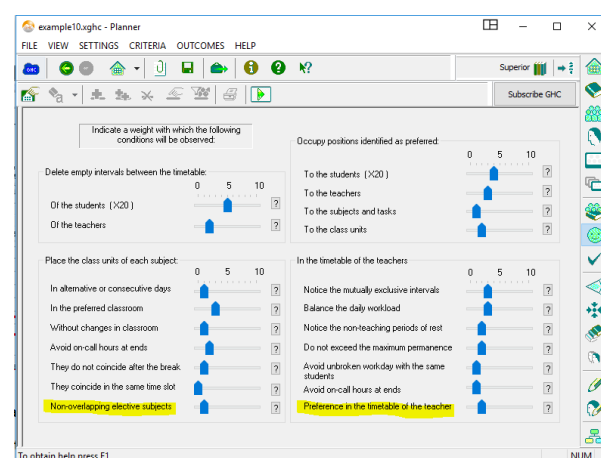 example10.xghc - Planner
FILE VIEW SETTINGS CRITERIA OUTCOMES HELP
GHC
Superior
Subscribe GHC
Indicate a weight with which the following
conditions will be observed:
Delete empty intervals between the timetable:
0 5 10
Of the students (X20 ) ?
Of the teachers ?
Occupy positions identified as preferred:
0 5 10
To the students (X20 ) ?
To the teachers ?
To the subjects and tasks ?
To the class units ?
Place the class units of each subject:
0 5 10
In alternative or consecutive days ?
In the preferred classroom ?
Without changes in classroom ?
Avoid on-call hours at ends ?
They do not coincide after the break ?
They coincide in the same time slot ?
Non-overlapping elective subjects ?
In the timetable of the teachers
0 5 10
Notice the mutually exclusive intervals ?
Balance the daily workload ?
Notice the non-teaching periods of rest ?
Do not exceed the maximum permanence ?
Avoid unbroken workday with the same
students ?
Avoid on-call hours at ends ?
Preference in the timetable of the teacher ?
To obtain help press F1 NUM